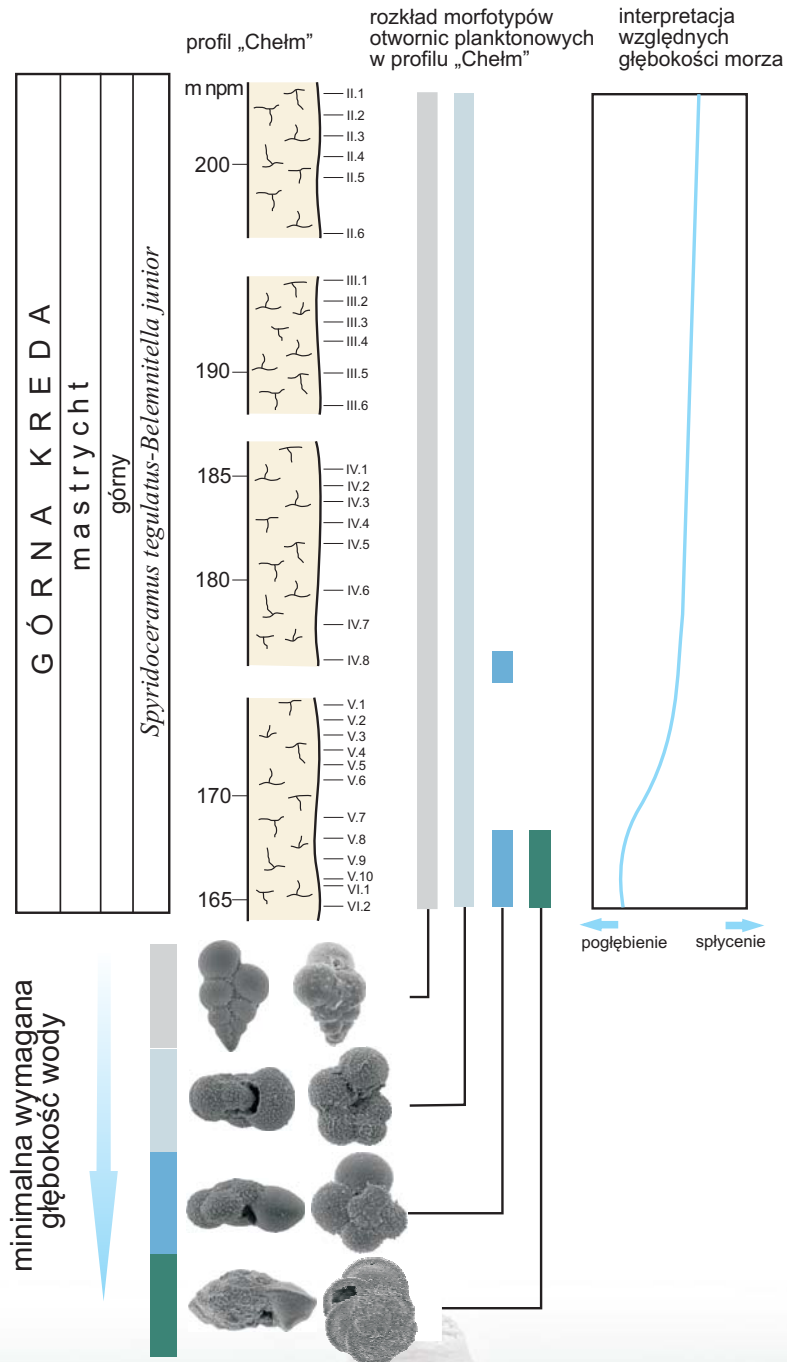 profil „Chełm”
rozkład morfotypów
otwornic planktonowych
w profilu „Chełm”
interpretacja
względnych
głębokości morza
GÓRNA KREDA
mastrycht
górny
Spyridoceramus tegulatus-Belemnitella junior
m npm
II.1
II.2
II.3
II.4
200
II.5
II.6
III.1
III.2
III.3
III.4
190
III.5
III.6
IV.1
185
IV.2
IV.3
IV.4
IV.5
180
IV.6
IV.7
IV.8
V.1
V.2
V.3
V.4
V.5
V.6
170
V.7
V.8
V.9
V.10
VI.1
165
VI.2
pogłębienie
spłycenie
minimalna wymagana
głębokość wody